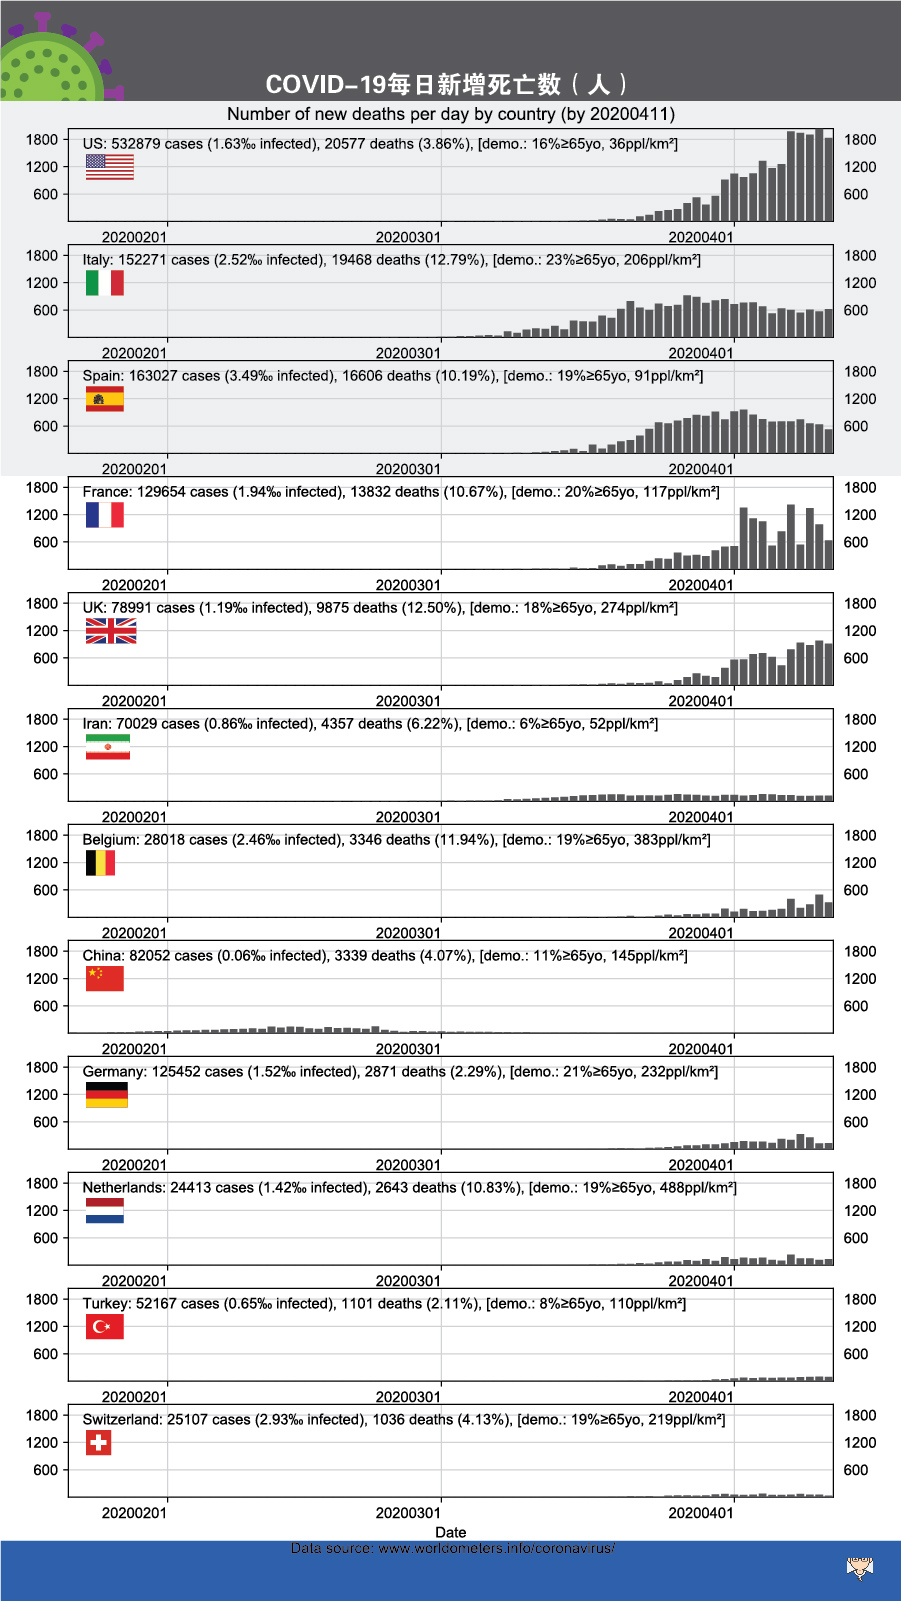 COVID-19每日新增死亡数（人）
Number of new deaths per day by country (by 20200411)
US: 532879 cases (1.63‰ infected), 20577 deaths (3.86%), [demo.: 16%≥65yo, 36ppl/km²]
1800 1800
1200 1200
600 600
20200201 20200301 20200401
Italy: 152271 cases (2.52‰ infected), 19468 deaths (12.79%), [demo.: 23%≥65yo, 206ppl/km²]
1800 1800
1200 1200
600 600
20200201 20200301 20200401
Spain: 163027 cases (3.49‰ infected), 16606 deaths (10.19%), [demo.: 19%≥65yo, 91ppl/km²]
1800 1800
1200 1200
600 600
20200201 20200301 20200401
France: 129654 cases (1.94‰ infected), 13832 deaths (10.67%), [demo.: 20%≥65yo, 117ppl/km²]
1800 1800
1200 1200
600 600
20200201 20200301 20200401
UK: 78991 cases (1.19‰ infected), 9875 deaths (12.50%), [demo.: 18%≥65yo, 274ppl/km²]
1800 1800
1200 1200
600 600
20200201 20200301 20200401
Iran: 70029 cases (0.86‰ infected), 4357 deaths (6.22%), [demo.: 6%≥65yo, 52ppl/km²]
1800 1800
1200 1200
600 600
20200201 20200301 20200401
Belgium: 28018 cases (2.46‰ infected), 3346 deaths (11.94%), [demo.: 19%≥65yo, 383ppl/km²]
1800 1800
1200 1200
600 600
20200201 20200301 20200401
China: 82052 cases (0.06‰ infected), 3339 deaths (4.07%), [demo.: 11%≥65yo, 145ppl/km²]
1800 1800
1200 1200
600 600
20200201 20200301 20200401
Germany: 125452 cases (1.52‰ infected), 2871 deaths (2.29%), [demo.: 21%≥65yo, 232ppl/km²]
1800 1800
1200 1200
600 600
20200201 20200301 20200401
Netherlands: 24413 cases (1.42‰ infected), 2643 deaths (10.83%), [demo.: 19%≥65yo, 488ppl/km²]
1800 1800
1200 1200
600 600
20200201 20200301 20200401
Turkey: 52167 cases (0.65‰ infected), 1101 deaths (2.11%), [demo.: 8%≥65yo, 110ppl/km²]
1800 1800
1200 1200
600 600
20200201 20200301 20200401
Switzerland: 25107 cases (2.93‰ infected), 1036 deaths (4.13%), [demo.: 19%≥65yo, 219ppl/km²]
1800 1800
1200 1200
600 600
20200201 20200301 20200401
Date
Data source: www.worldometers.info/coronavirus/